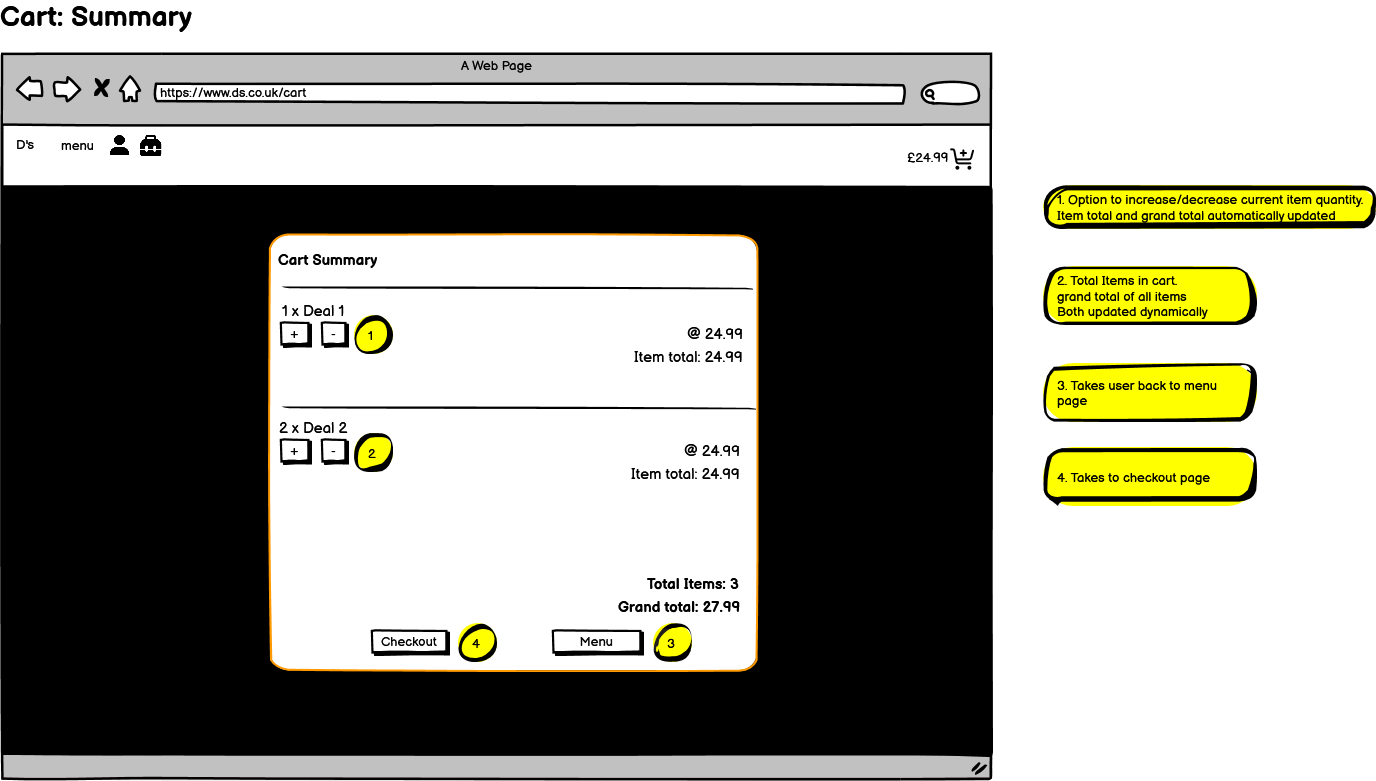 Cart: Summary
A Web Page
https://www.ds.co.uk/cart
D's menu £24.99
Cart Summary
1 x Deal 1
+ - 1
@ 24.99
Item total: 24.99
2 x Deal 2
+ - 2
@ 24.99
Item total: 24.99
Total Items: 3
Grand total: 27.99
Checkout 4 Menu 3
1. Option to increase/decrease current item quantity.
Item total and grand total automatically updated
2. Total Items in cart.
grand total of all items
Both updated dynamically
3. Takes user back to menu
page
4. Takes to checkout page